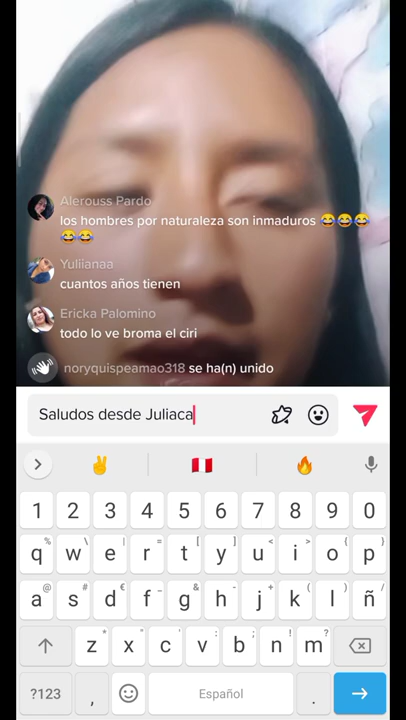 Alerouss Pardo
los hombres por naturaleza son inmaduros 😂😂😂
😂😂
Yuliianaa
cuantos años tienen
Ericka Palomino
todo lo ve broma el ciri
noryquispeamao318 se ha(n) unido
Saludos desde Juliaca
1 2 3 4 5 6 7 8 9 0
q w e r t y u i o p
a s d f g h j k l ñ
z x c v b n m
?123 , Español .